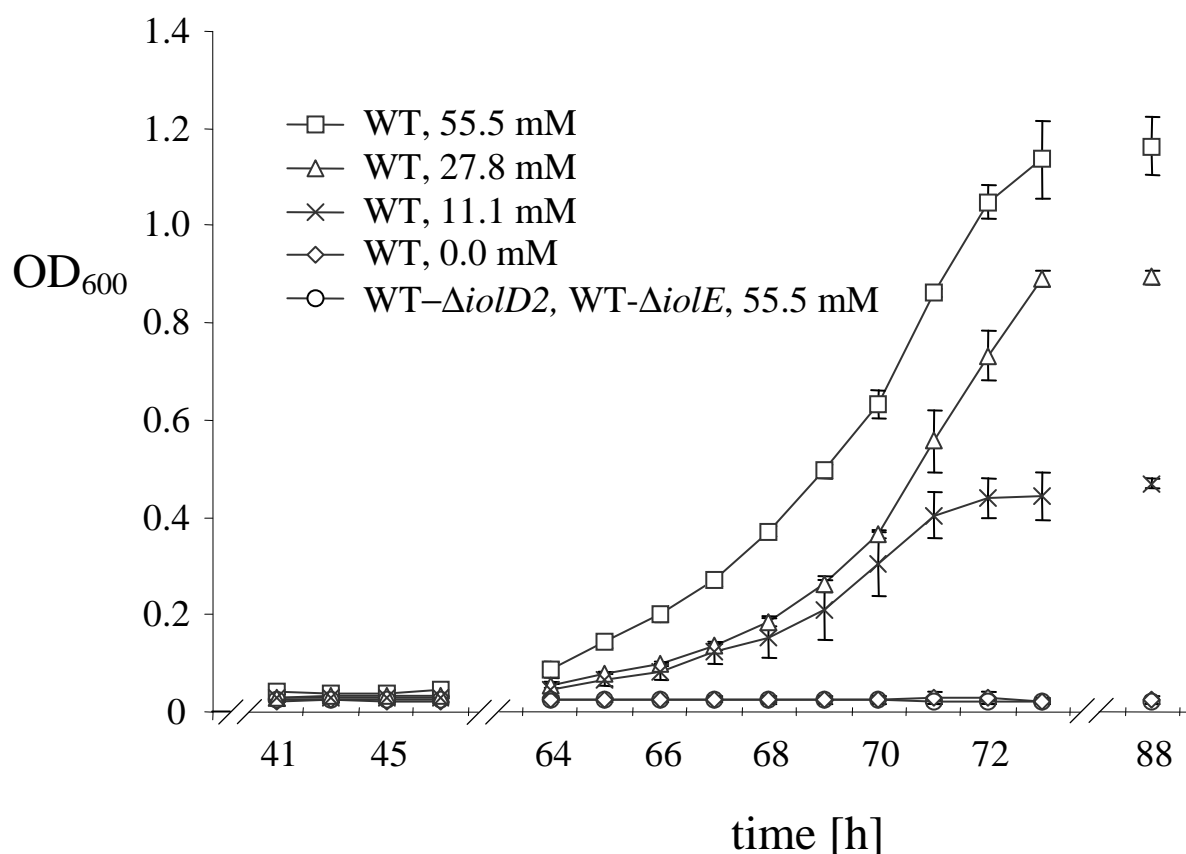 1.4
1.2
1.0
0.8
0.6
0.4
0.2
0
OD600
WT, 55.5 mM
WT, 27.8 mM
WT, 11.1 mM
WT, 0.0 mM
WT–ΔiolD2, WT-ΔiolE, 55.5 mM
41 45 64 66 68 70 72 88
time [h]